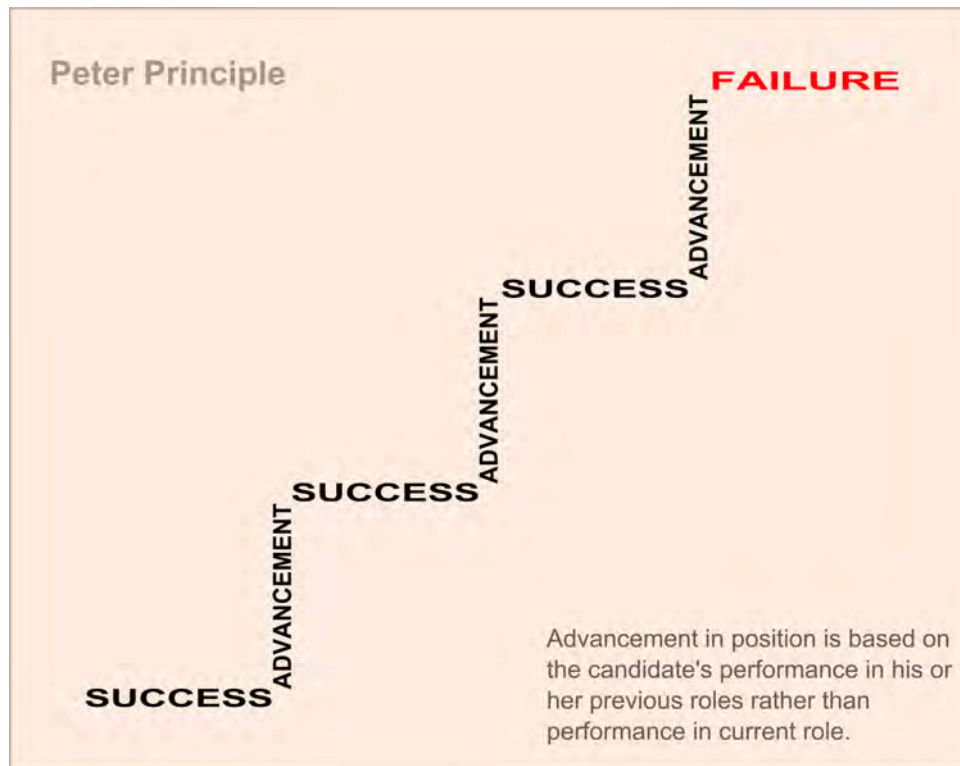 Peter Principle
FAILURE
ADVANCEMENT
SUCCESS
ADVANCEMENT
SUCCESS
ADVANCEMENT
SUCCESS
Advancement in position is based on
the candidate's performance in his or
her previous roles rather than
performance in current role.